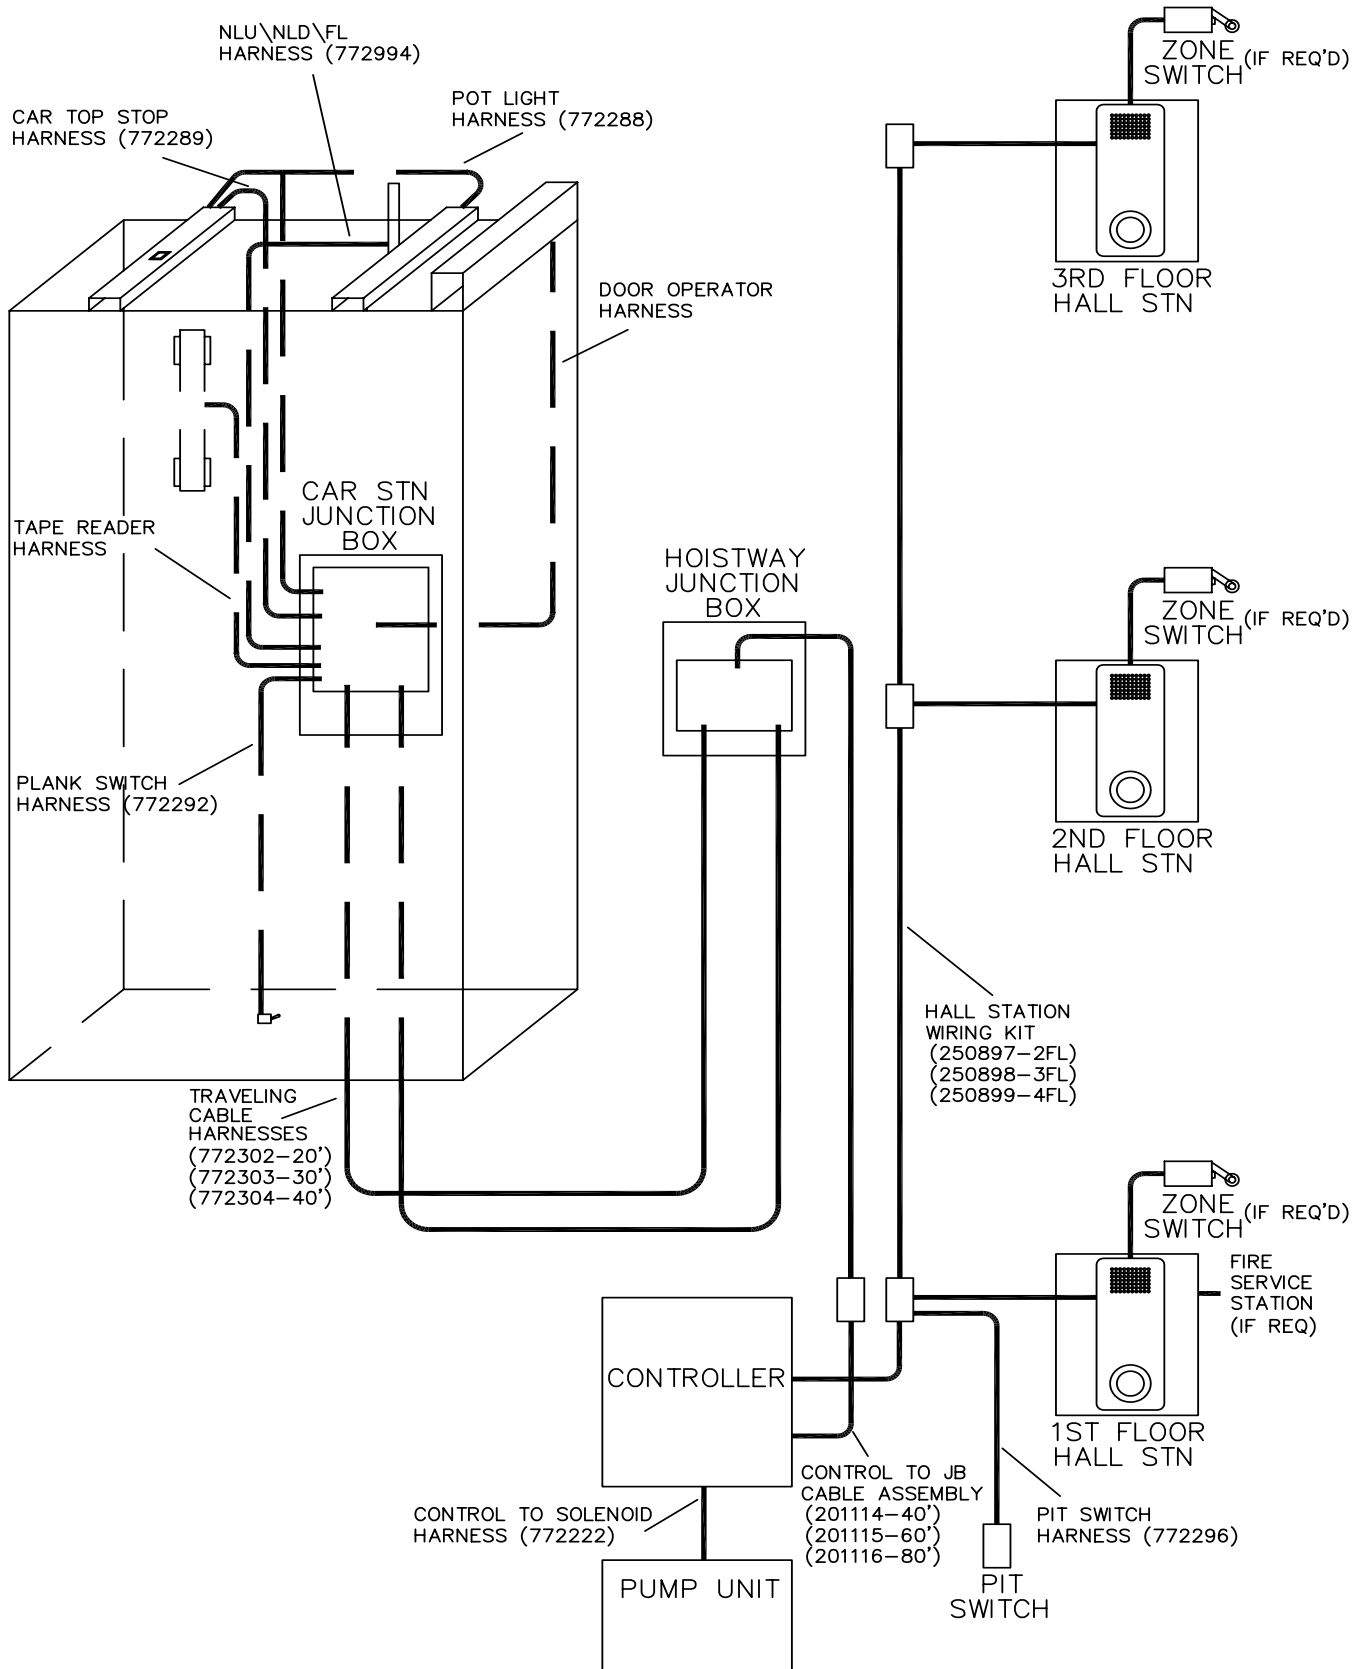 NLU\NLD\FL
HARNESS (772994)
CAR TOP STOP
HARNESS (772289)
POT LIGHT
HARNESS (772288)
ZONE (IF REQ'D)
SWITCH
3RD FLOOR
HALL STN
DOOR OPERATOR
HARNESS
CAR STN
JUNCTION
BOX
TAPE READER
HARNESS
HOISTWAY
JUNCTION
BOX
ZONE (IF REQ'D)
SWITCH
PLANK SWITCH
HARNESS (772292)
2ND FLOOR
HALL STN
HALL STATION
WIRING KIT
(250897-2FL)
(250898-3FL)
(250899-4FL)
TRAVELING
CABLE
HARNESSES
(772302-20')
(772303-30')
(772304-40')
ZONE (IF REQ'D)
SWITCH
FIRE
SERVICE
STATION
(IF REQ)
CONTROLLER
1ST FLOOR
HALL STN
CONTROL TO JB
CABLE ASSEMBLY
(201114-40')
(201115-60')
(201116-80')
CONTROL TO SOLENOID
HARNESS (772222)
PIT SWITCH
HARNESS (772296)
PUMP UNIT
PIT
SWITCH